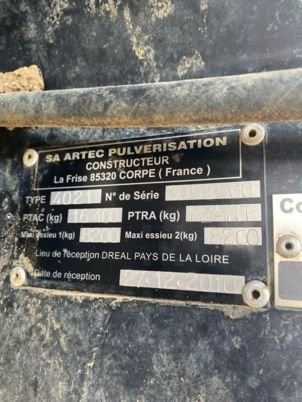 SA ARTEC PULVERISATION
CONSTRUCTEUR
La Frise 85320 CORPE ( France )
TYPE N° de Série
PTAC (kg) 16400 PTRA (kg) NEANT
Maxi essieu 1(kg) 8200 Maxi essieu 2(kg) 8200
Lieu de réception DREAL PAYS DE LA LOIRE
Date de réception 27.12.2010